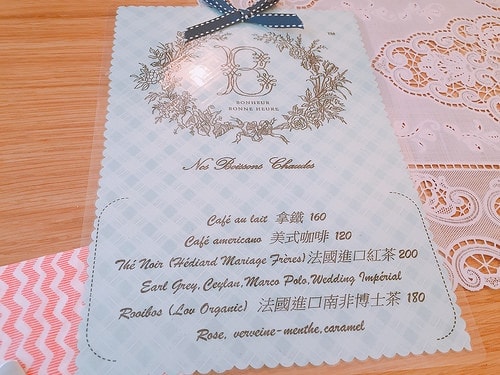 B
™
BONHEUR
BONNE HEURE
Nos Boissons Chaudes
Café au lait 拿鐵 160
Café americano 美式咖啡 120
Thé Noir (Hédiard Mariage Frères)法國進口紅茶 200
Earl Grey, Ceylan, Marco Polo, Wedding Impérial
Rooibos (Lov Organic) 法國進口南非博士茶 180
Rose, verveine-menthe, caramel